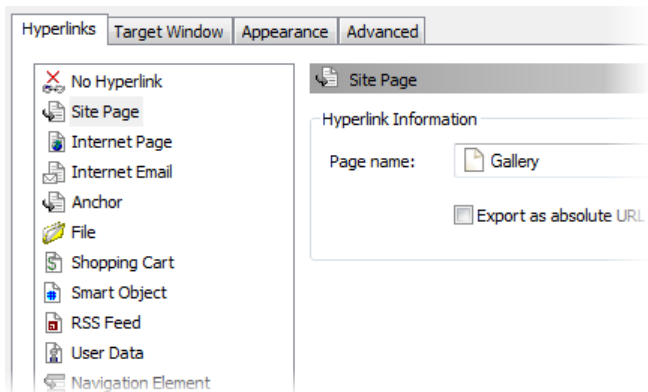 Hyperlinks Target Window Appearance Advanced
No Hyperlink
Site Page
Internet Page
Internet Email
Anchor
File
Shopping Cart
Smart Object
RSS Feed
User Data
Navigation Element
Site Page
Hyperlink Information
Page name: Gallery
Export as absolute URL